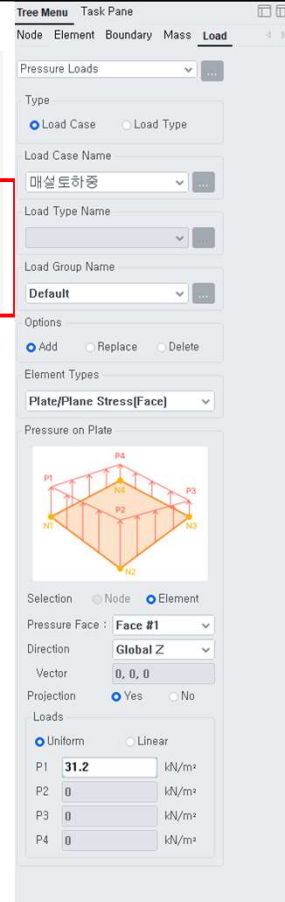 Tree Menu Task Pane
Node Element Boundary Mass Load
Pressure Loads ...
Type
Load Case Load Type
Load Case Name
매설토하중 ...
Load Type Name
...
Load Group Name
Default ...
Options
Add Replace Delete
Element Types
Plate/Plane Stress(Face)
Pressure on Plate
P4
P1 N4 P3
P2
N1 N3
N2
Selection Node Element
Pressure Face : Face #1
Direction Global Z
Vector 0, 0, 0
Projection Yes No
Loads
Uniform Linear
P1 31.2 kN/m²
P2 0 kN/m²
P3 0 kN/m²
P4 0 kN/m²